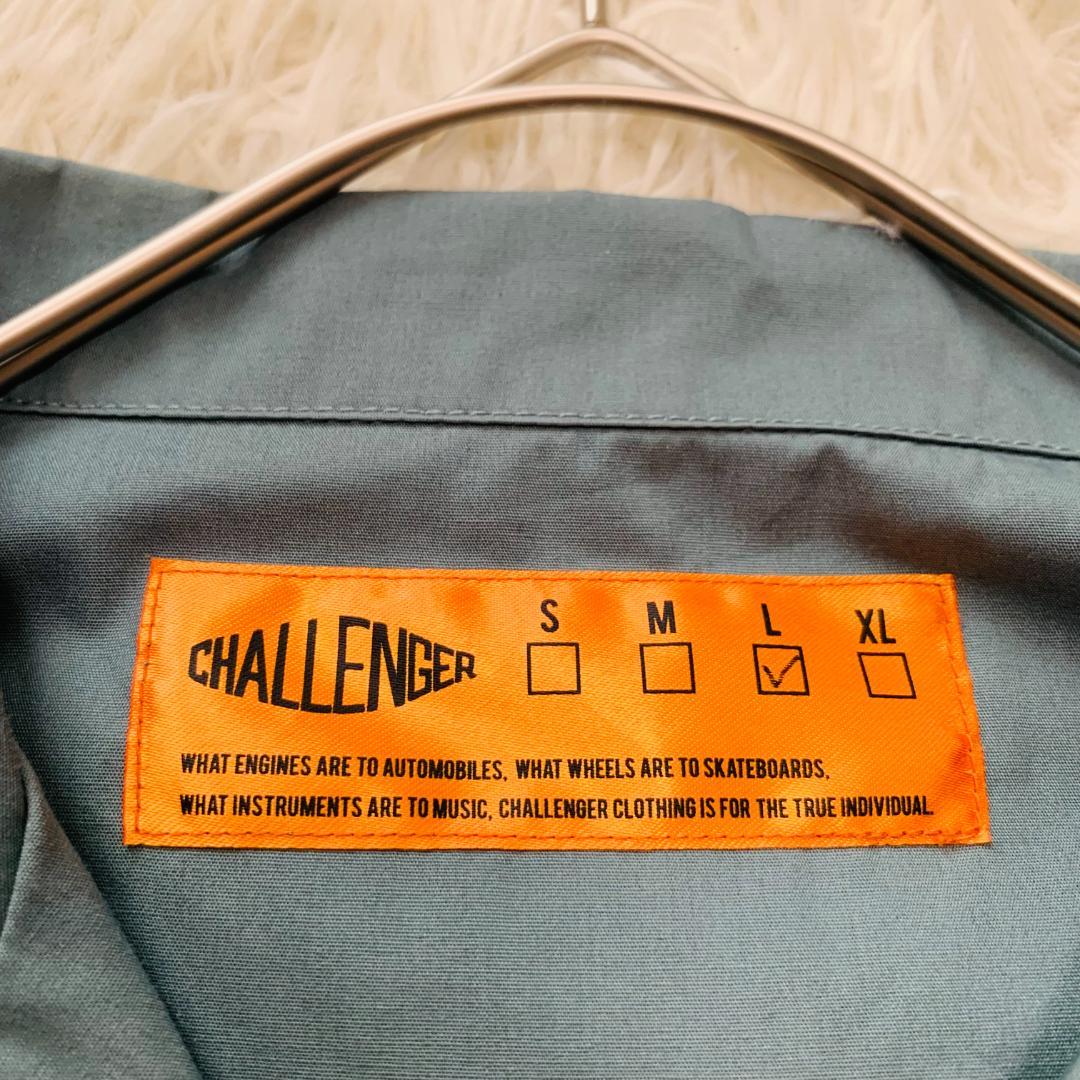 CHALLENGER
S M L XL
WHAT ENGINES ARE TO AUTOMOBILES, WHAT WHEELS ARE TO SKATEBOARDS,
WHAT INSTRUMENTS ARE TO MUSIC, CHALLENGER CLOTHING IS FOR THE TRUE INDIVIDUAL.